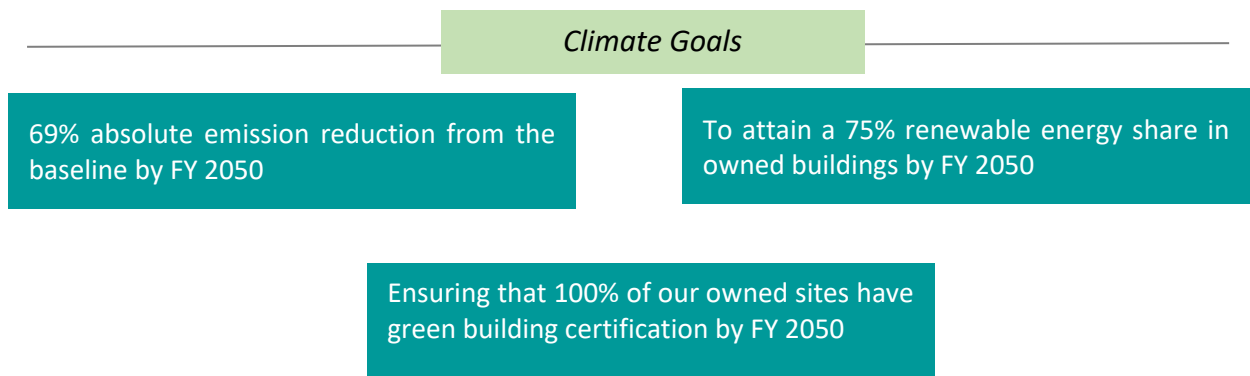 Climate Goals
69% absolute emission reduction from the
baseline by FY 2050
To attain a 75% renewable energy share in
owned buildings by FY 2050
Ensuring that 100% of our owned sites have
green building certification by FY 2050